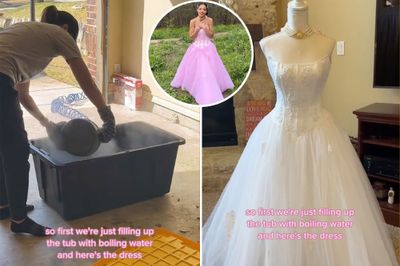 so first we're just filling up
the tub with boiling water
and here's the dress
so first we're just filling up
the tub with boiling water
and here's the dress